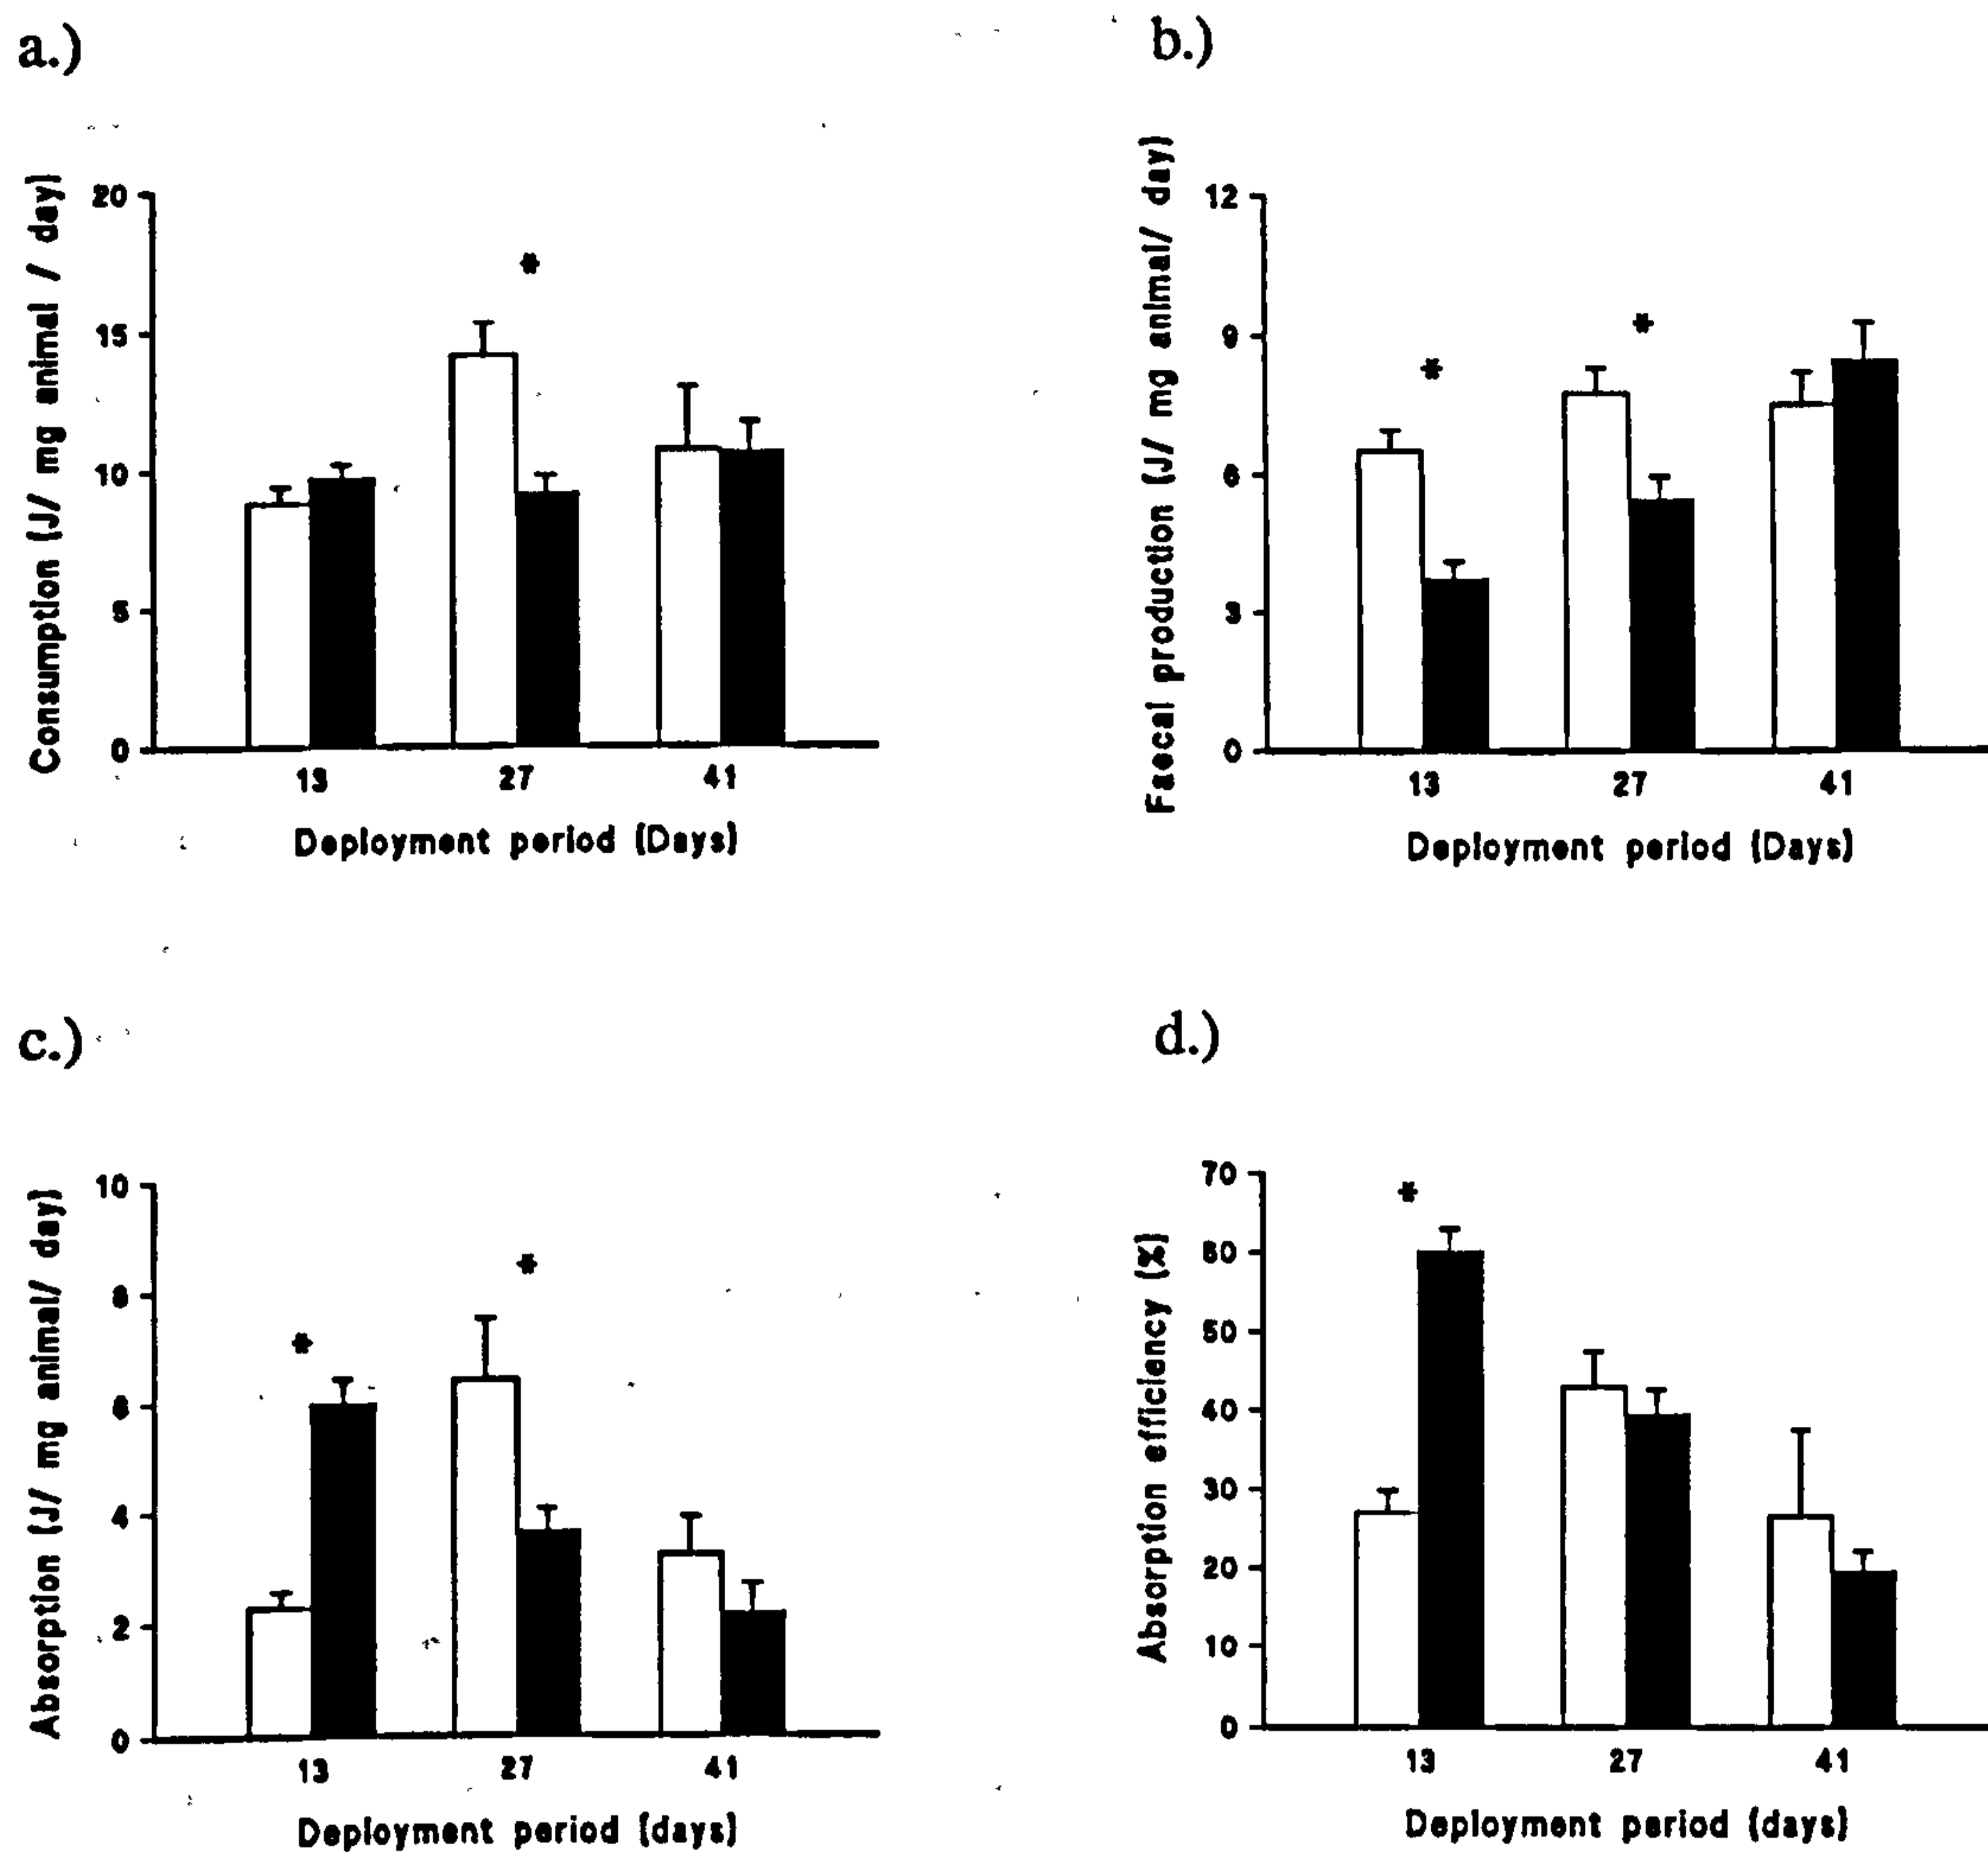 a.)
Consumption (J/ mg animal / day)
20
*
15
10
5
0
13 27 41
Deployment period (Days)
b.)
Faecal production (J/ mg animal/ day)
12
*
9
*
6
3
0
13 27 41
Deployment period (Days)
c.)
Absorption (J/ mg animal/ day)
10
*
8
*
6
4
2
0
13 27 41
Deployment period (days)
d.)
Absorption efficiency (%)
70
*
60
50
40
30
20
10
0
13 27 41
Deployment period (days)